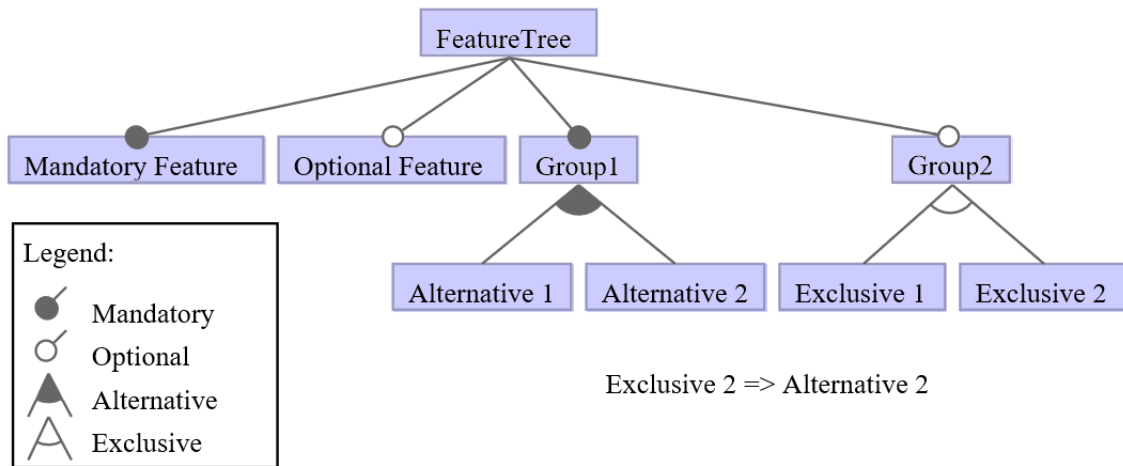 FeatureTree
Mandatory Feature
Optional Feature
Group1
Group2
Alternative 1
Alternative 2
Exclusive 1
Exclusive 2
Legend:
Mandatory
Optional
Alternative
Exclusive
Exclusive 2 => Alternative 2